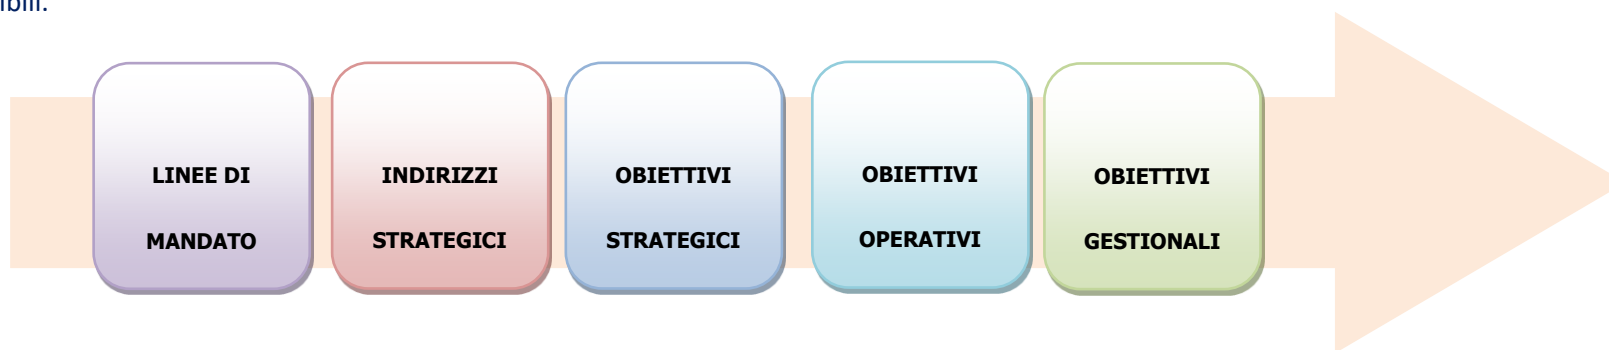 LINEE DI
MANDATO
INDIRIZZI
STRATEGICI
OBIETTIVI
STRATEGICI
OBIETTIVI
OPERATIVI
OBIETTIVI
GESTIONALI